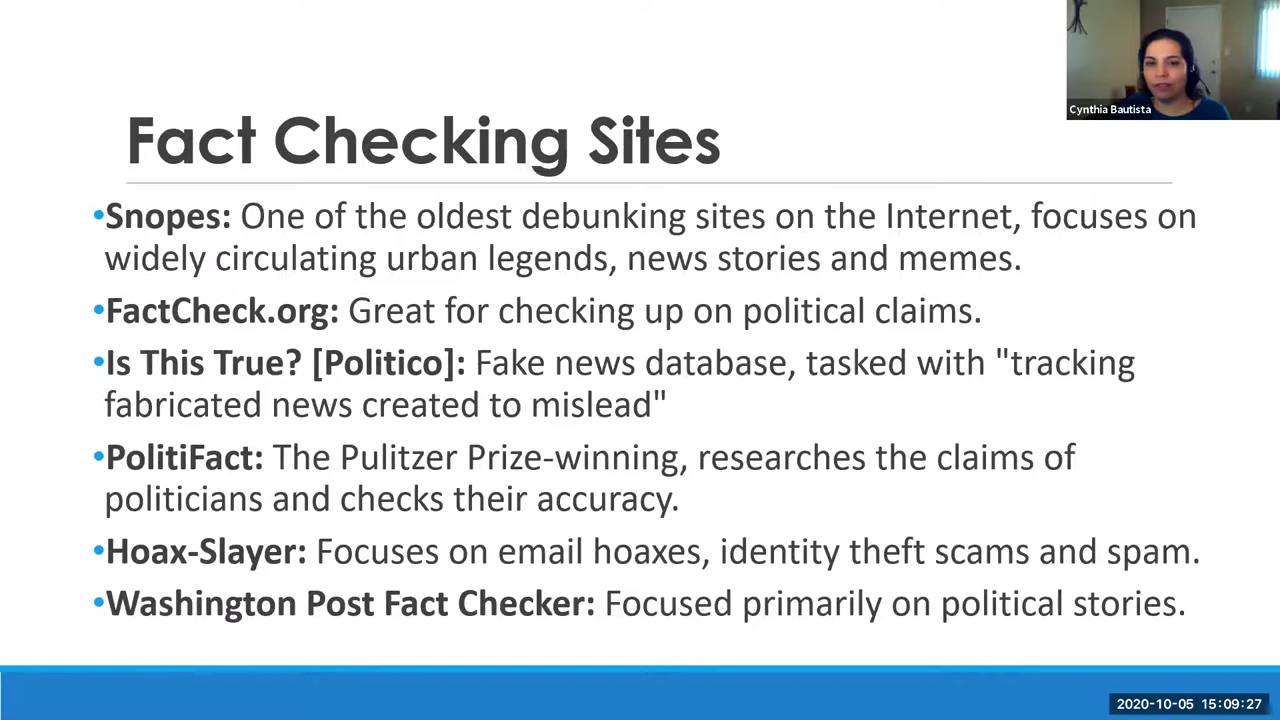 Cynthia Bautista
Fact Checking Sites
•Snopes: One of the oldest debunking sites on the Internet, focuses on
widely circulating urban legends, news stories and memes.
•FactCheck.org: Great for checking up on political claims.
•Is This True? [Politico]: Fake news database, tasked with "tracking
fabricated news created to mislead"
•PolitiFact: The Pulitzer Prize-winning, researches the claims of
politicians and checks their accuracy.
•Hoax-Slayer: Focuses on email hoaxes, identity theft scams and spam.
•Washington Post Fact Checker: Focused primarily on political stories.
2020-10-05 15:09:27